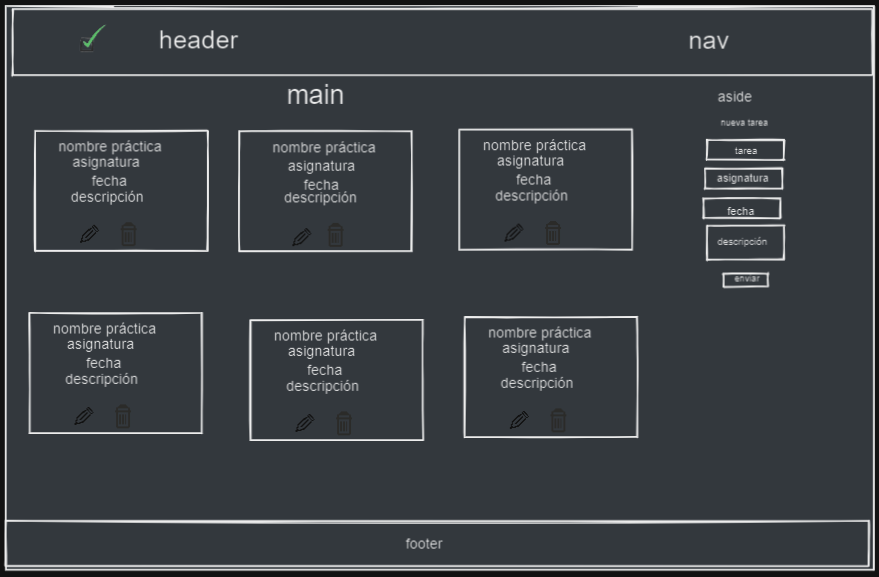 header
nav
main
nombre práctica
asignatura
fecha
descripción
nombre práctica
asignatura
fecha
descripción
nombre práctica
asignatura
fecha
descripción
nombre práctica
asignatura
fecha
descripción
nombre práctica
asignatura
fecha
descripción
nombre práctica
asignatura
fecha
descripción
aside
nueva tarea
tarea
asignatura
fecha
descripción
enviar
footer